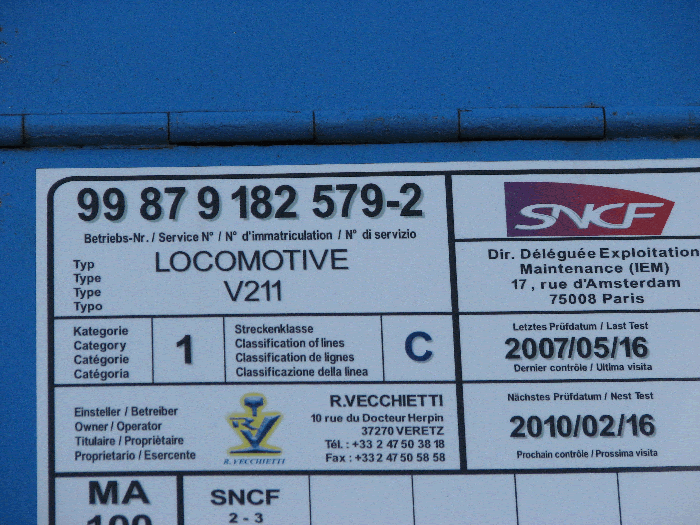 99 87 9 182 579-2
Betriebs-Nr. / Service N° / N° d'immatriculation / N° di servizio
Typ
Type
Type
Typo
LOCOMOTIVE
V211
SNCF
Dir. Déléguée Exploitation
Maintenance (IEM)
17, rue d'Amsterdam
75008 Paris
Kategorie
Category
Catégorie
Catégoria
1
Streckenklasse
Classification of lines
Classification de lignes
Classificazione della linea
C
Letztes Prüfdatum / Last Test
2007/05/16
Dernier contrôle / Ultima visita
Einsteller / Betreiber
Owner / Operator
Titulaire / Propriétaire
Proprietario / Esercente
R V
R.VECCHIETTI
R.VECCHIETTI
10 rue du Docteur Herpin
37270 VERETZ
Tél. : +33 2 47 50 38 18
Fax : +33 2 47 50 58 58
Nächstes Prüfdatum / Nest Test
2010/02/16
Prochain contrôle / Prossima visita
MA
100
SNCF
2 - 3